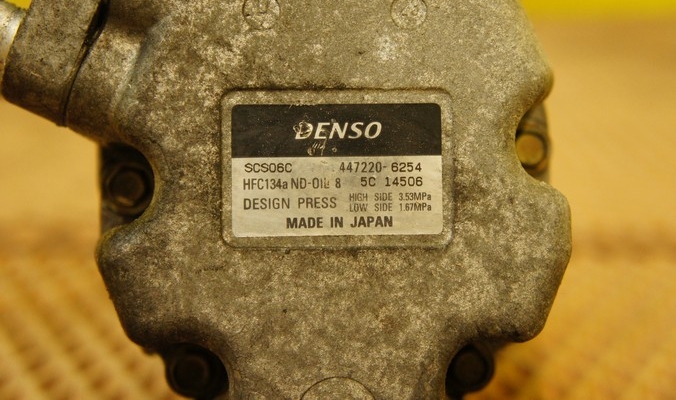 DENSO
SCS06C 447220-6254
HFC134a ND-OIL 8 5C 14506
DESIGN PRESS HIGH SIDE 3.53MPa
LOW SIDE 1.67MPa
MADE IN JAPAN